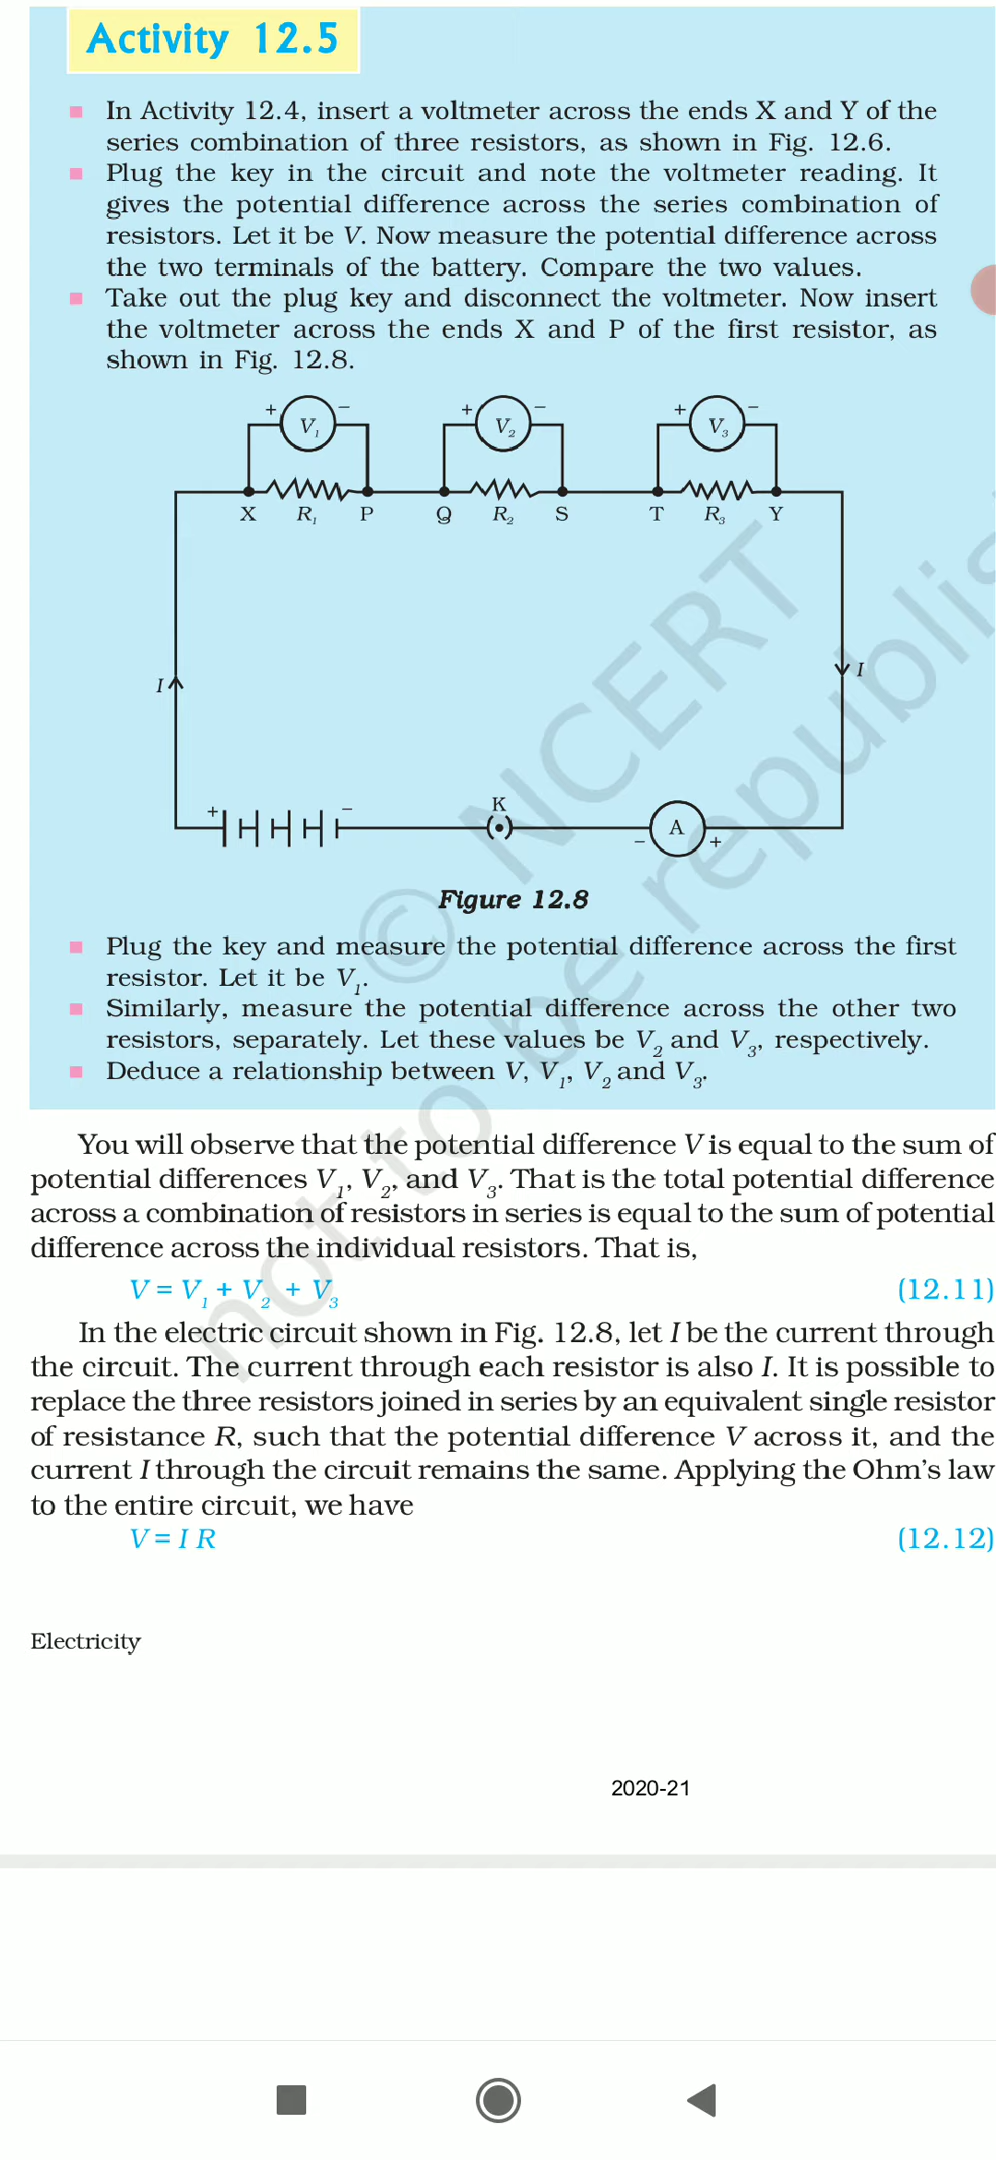 Activity 12.5
In Activity 12.4, insert a voltmeter across the ends X and Y of the
series combination of three resistors, as shown in Fig. 12.6.
Plug the key in the circuit and note the voltmeter reading. It
gives the potential difference across the series combination of
resistors. Let it be V. Now measure the potential difference across
the two terminals of the battery. Compare the two values.
Take out the plug key and disconnect the voltmeter. Now insert
the voltmeter across the ends X and P of the first resistor, as
shown in Fig. 12.8.
+ V1 − + V2 − + V3 −
X R1 P Q R2 S T R3 Y
I I
+ − K − A +
Figure 12.8
Plug the key and measure the potential difference across the first
resistor. Let it be V1.
Similarly, measure the potential difference across the other two
resistors, separately. Let these values be V2 and V3, respectively.
Deduce a relationship between V, V1, V2 and V3.
You will observe that the potential difference V is equal to the sum of
potential differences V1, V2, and V3. That is the total potential difference
across a combination of resistors in series is equal to the sum of potential
difference across the individual resistors. That is,
V = V1 + V2 + V3 (12.11)
In the electric circuit shown in Fig. 12.8, let I be the current through
the circuit. The current through each resistor is also I. It is possible to
replace the three resistors joined in series by an equivalent single resistor
of resistance R, such that the potential difference V across it, and the
current I through the circuit remains the same. Applying the Ohm's law
to the entire circuit, we have
V = I R (12.12)
Electricity
2020-21
© NCERT
not to be republis